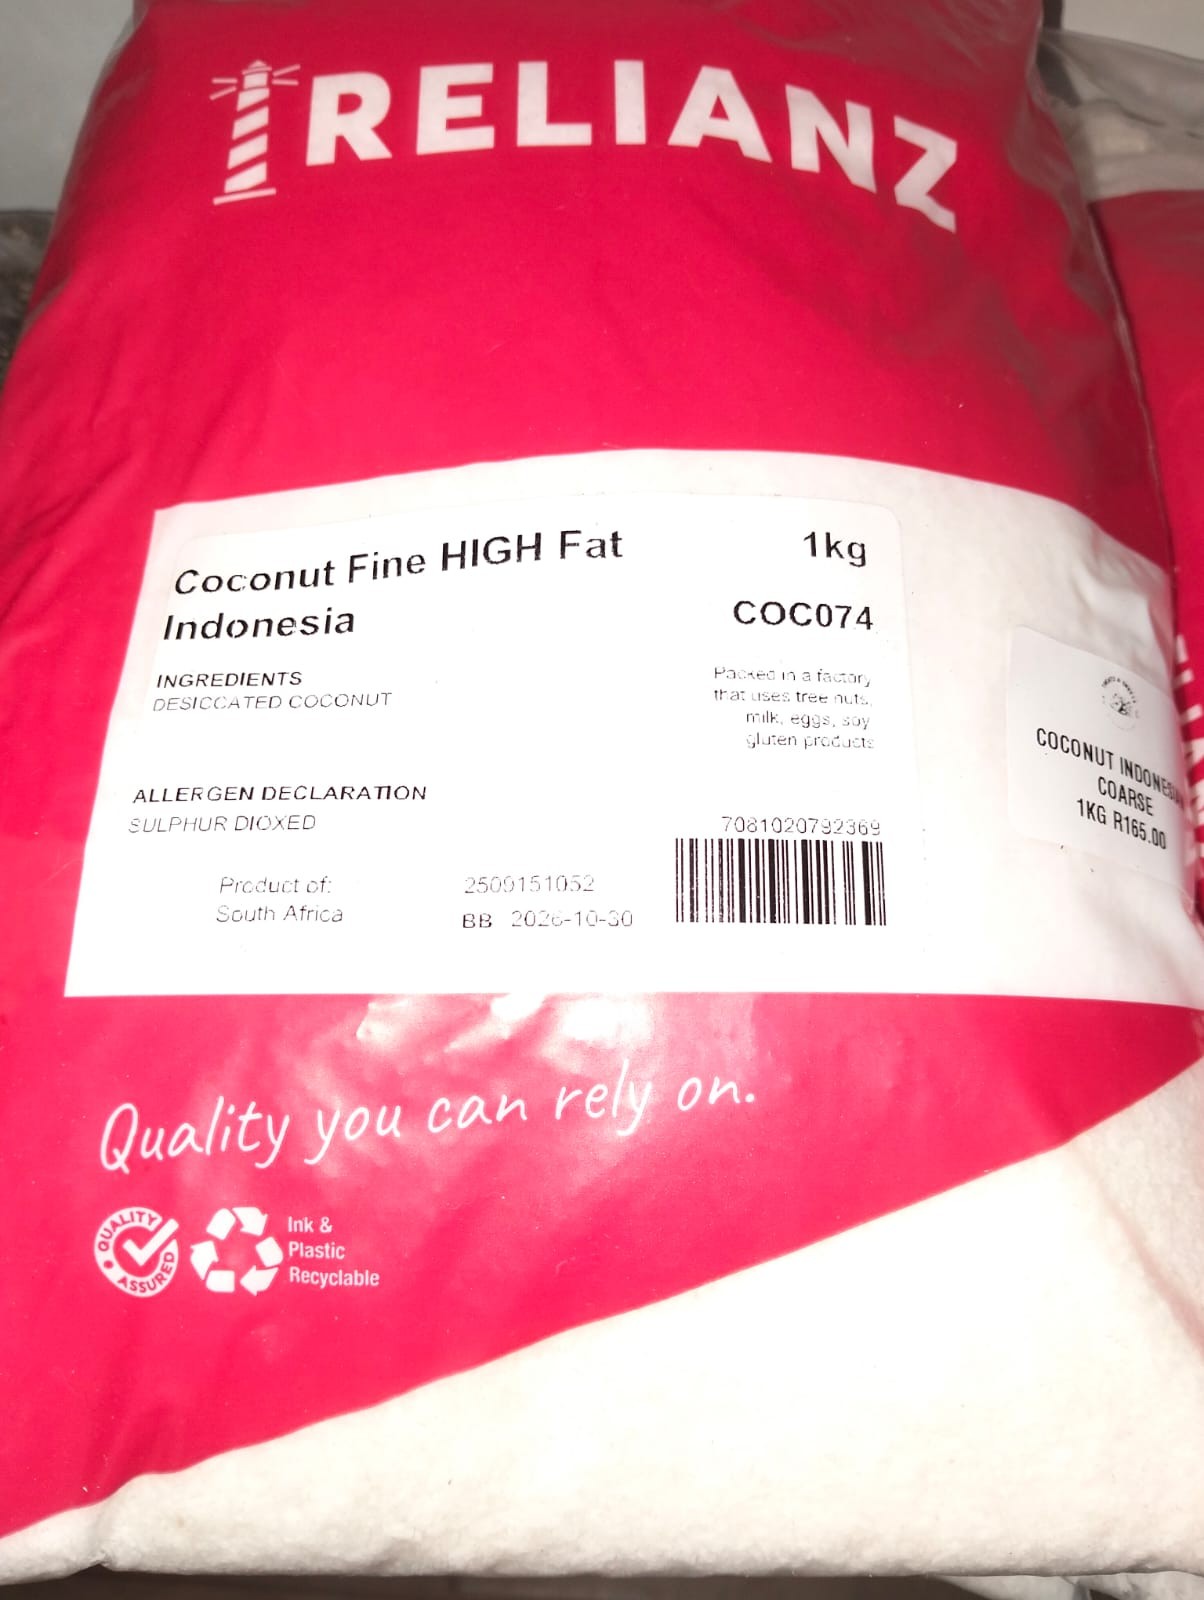 RELIANZ
Coconut Fine HIGH Fat
Indonesia
1kg
COC074
INGREDIENTS
DESICCATED COCONUT
Packed in a factory
that uses tree nuts,
milk, eggs, soy
gluten products
ALLERGEN DECLARATION
SULPHUR DIOXED
7081020792369
Product of:
South Africa
2509151052
BB 2026-10-30
COCONUT INDONESIA
COARSE
1KG R165.00
Quality you can rely on.
QUALITY
ASSURED
Ink &
Plastic
Recyclable